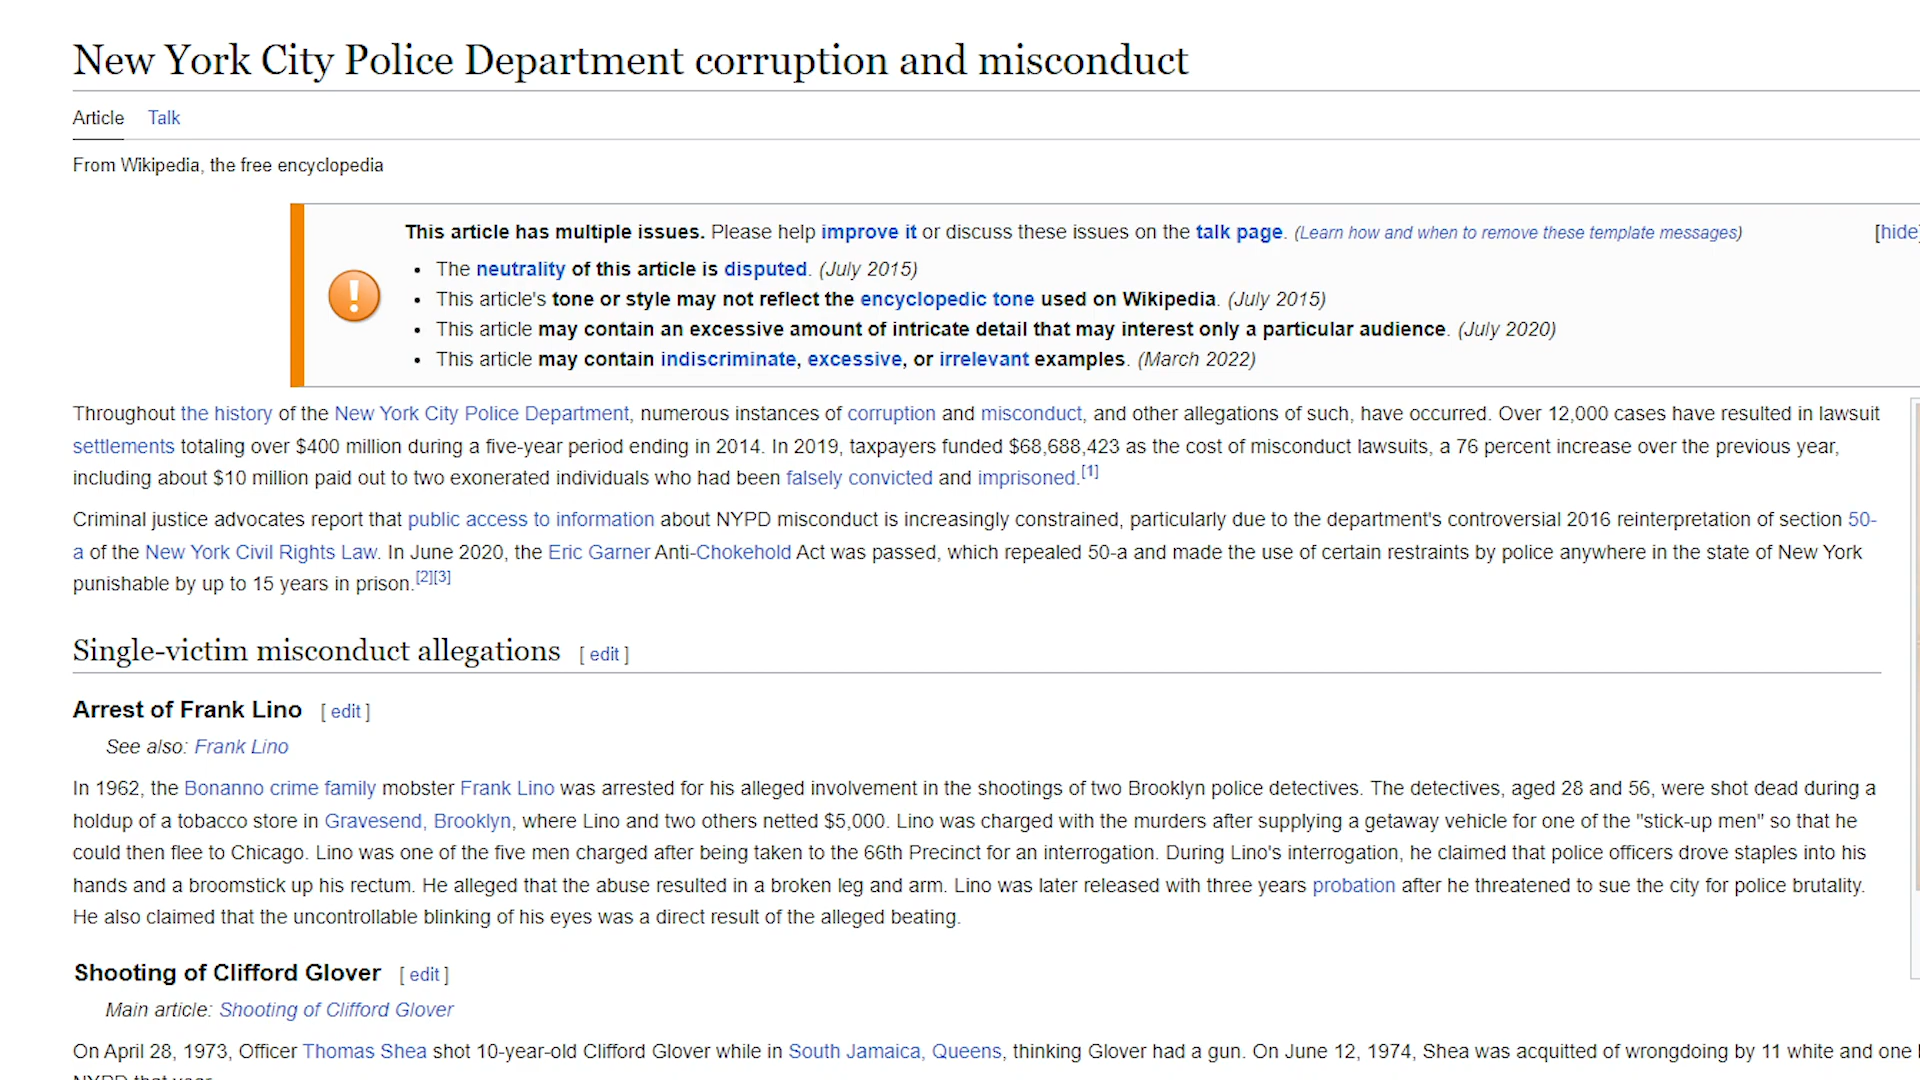 New York City Police Department corruption and misconduct
Article Talk
From Wikipedia, the free encyclopedia
This article has multiple issues. Please help improve it or discuss these issues on the talk page. (Learn how and when to remove these template messages) [hide]
• The neutrality of this article is disputed. (July 2015)
• This article's tone or style may not reflect the encyclopedic tone used on Wikipedia. (July 2015)
• This article may contain an excessive amount of intricate detail that may interest only a particular audience. (July 2020)
• This article may contain indiscriminate, excessive, or irrelevant examples. (March 2022)
Throughout the history of the New York City Police Department, numerous instances of corruption and misconduct, and other allegations of such, have occurred. Over 12,000 cases have resulted in lawsuit
settlements totaling over $400 million during a five-year period ending in 2014. In 2019, taxpayers funded $68,688,423 as the cost of misconduct lawsuits, a 76 percent increase over the previous year,
including about $10 million paid out to two exonerated individuals who had been falsely convicted and imprisoned.[1]
Criminal justice advocates report that public access to information about NYPD misconduct is increasingly constrained, particularly due to the department's controversial 2016 reinterpretation of section 50-
a of the New York Civil Rights Law. In June 2020, the Eric Garner Anti-Chokehold Act was passed, which repealed 50-a and made the use of certain restraints by police anywhere in the state of New York
punishable by up to 15 years in prison.[2][3]
Single-victim misconduct allegations [ edit ]
Arrest of Frank Lino [ edit ]
See also: Frank Lino
In 1962, the Bonanno crime family mobster Frank Lino was arrested for his alleged involvement in the shootings of two Brooklyn police detectives. The detectives, aged 28 and 56, were shot dead during a
holdup of a tobacco store in Gravesend, Brooklyn, where Lino and two others netted $5,000. Lino was charged with the murders after supplying a getaway vehicle for one of the "stick-up men" so that he
could then flee to Chicago. Lino was one of the five men charged after being taken to the 66th Precinct for an interrogation. During Lino's interrogation, he claimed that police officers drove staples into his
hands and a broomstick up his rectum. He alleged that the abuse resulted in a broken leg and arm. Lino was later released with three years probation after he threatened to sue the city for police brutality.
He also claimed that the uncontrollable blinking of his eyes was a direct result of the alleged beating.
Shooting of Clifford Glover [ edit ]
Main article: Shooting of Clifford Glover
On April 28, 1973, Officer Thomas Shea shot 10-year-old Clifford Glover while in South Jamaica, Queens, thinking Glover had a gun. On June 12, 1974, Shea was acquitted of wrongdoing by 11 white and one
NYPD that year.